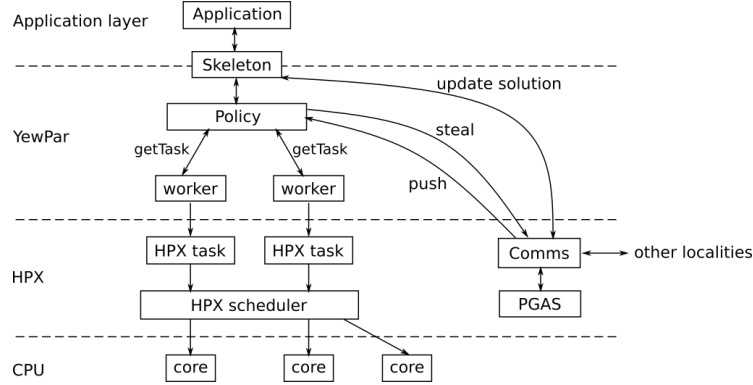 Application layer
Application
Skeleton
update solution
YewPar
Policy
steal
getTask
getTask
push
worker
worker
HPX
HPX task
HPX task
Comms
other localities
HPX scheduler
PGAS
CPU
core
core
core